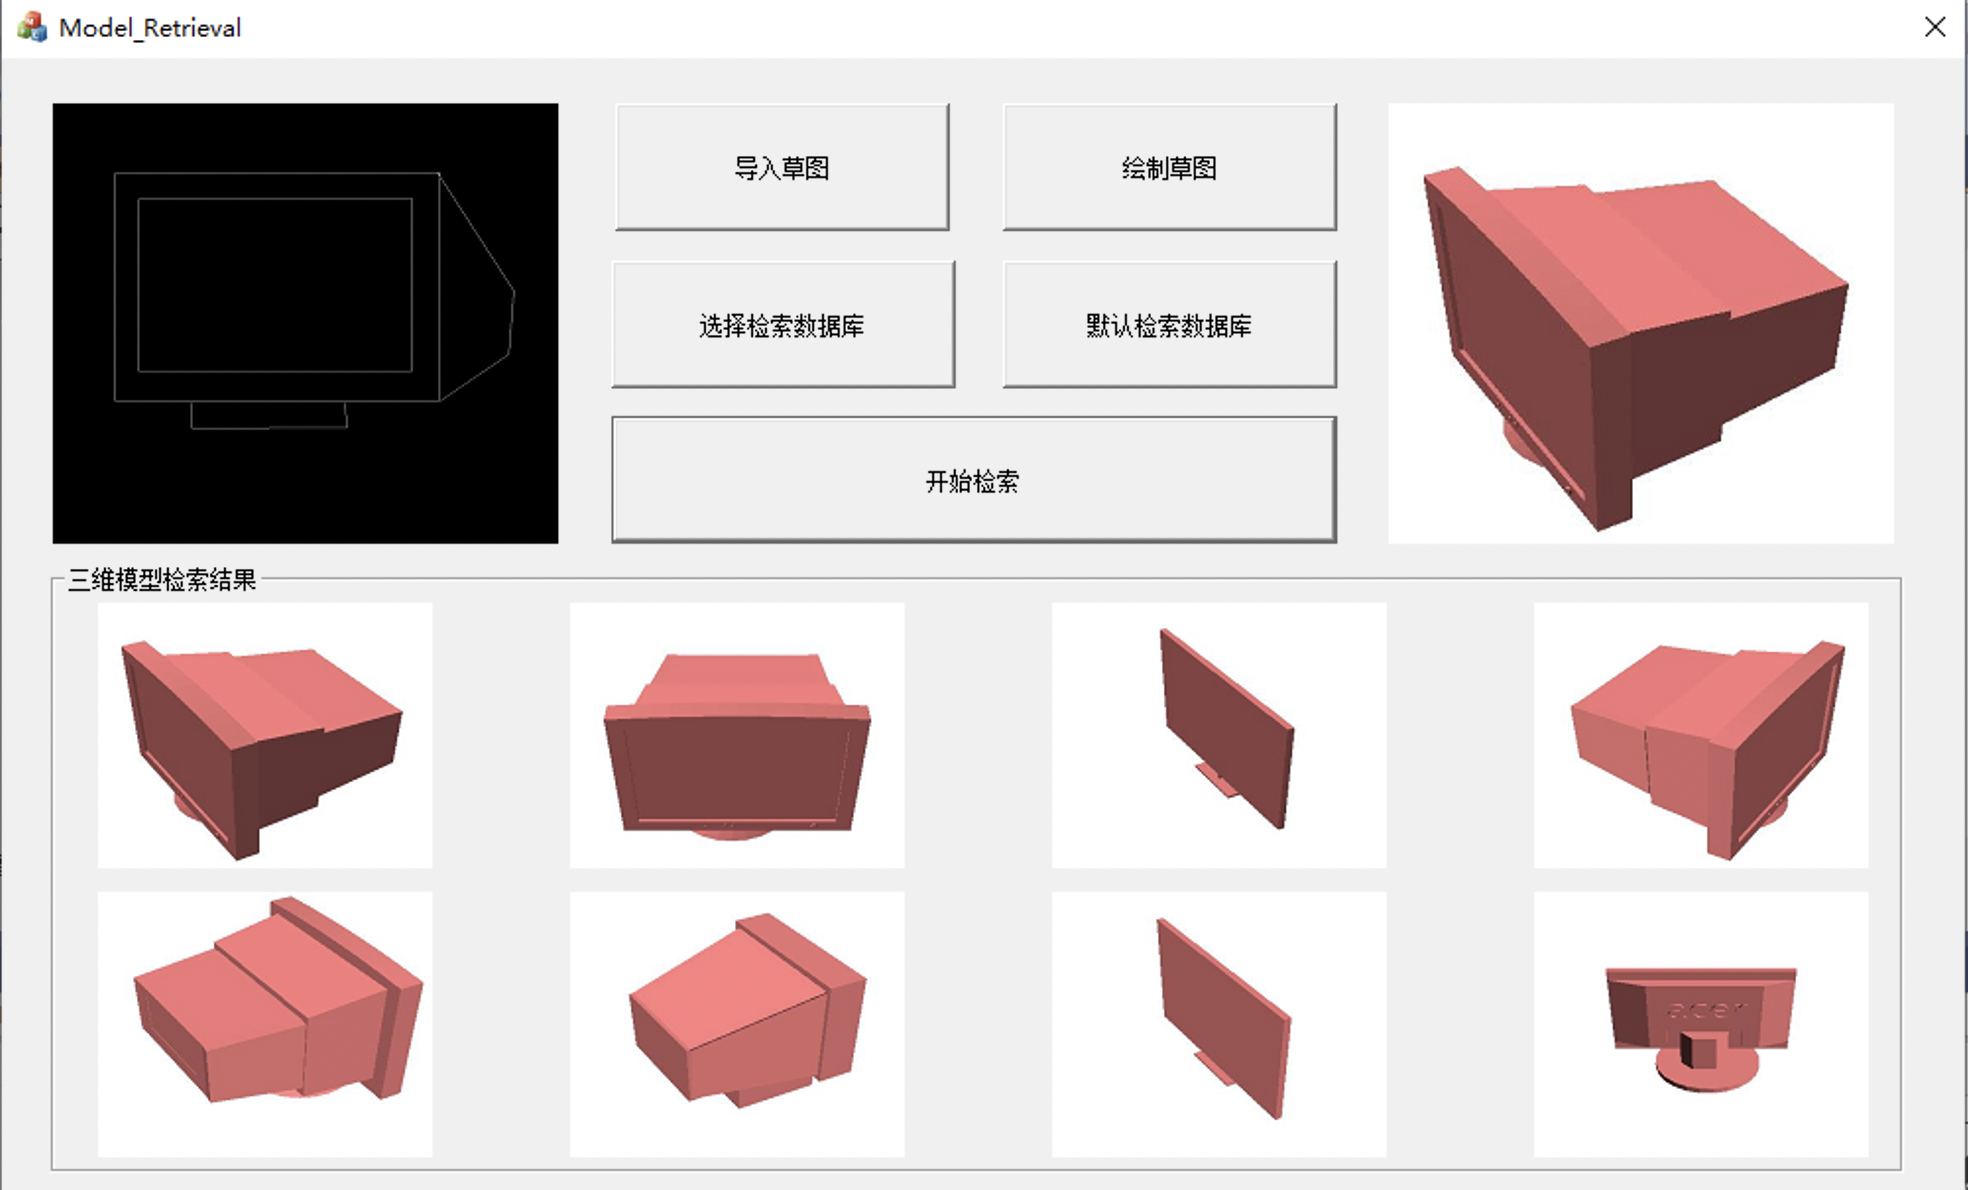 Model_Retrieval
导入草图
绘制草图
选择检索数据库
默认检索数据库
开始检索
三维模型检索结果
acer